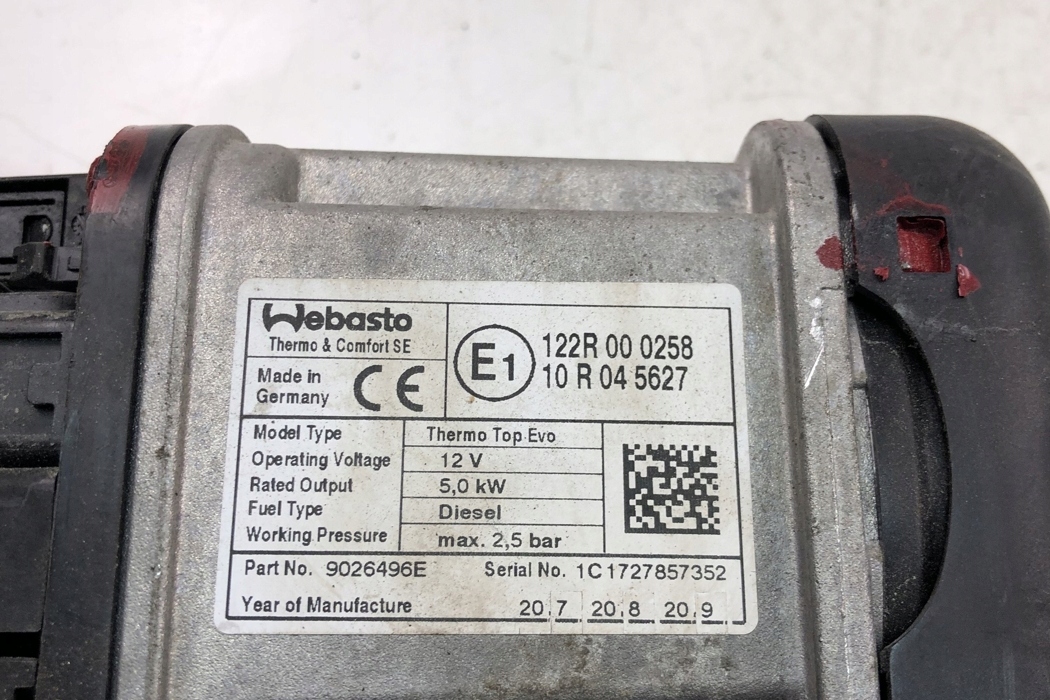 Webasto
Thermo & Comfort SE
Made in
Germany
CE
E1
122R 00 0258
10 R 04 5627
Model Type Thermo Top Evo
Operating Voltage 12 V
Rated Output 5,0 kW
Fuel Type Diesel
Working Pressure max. 2,5 bar
Part No. 9026496E Serial No. 1C1727857352
Year of Manufacture 20.7 20.8 20.9